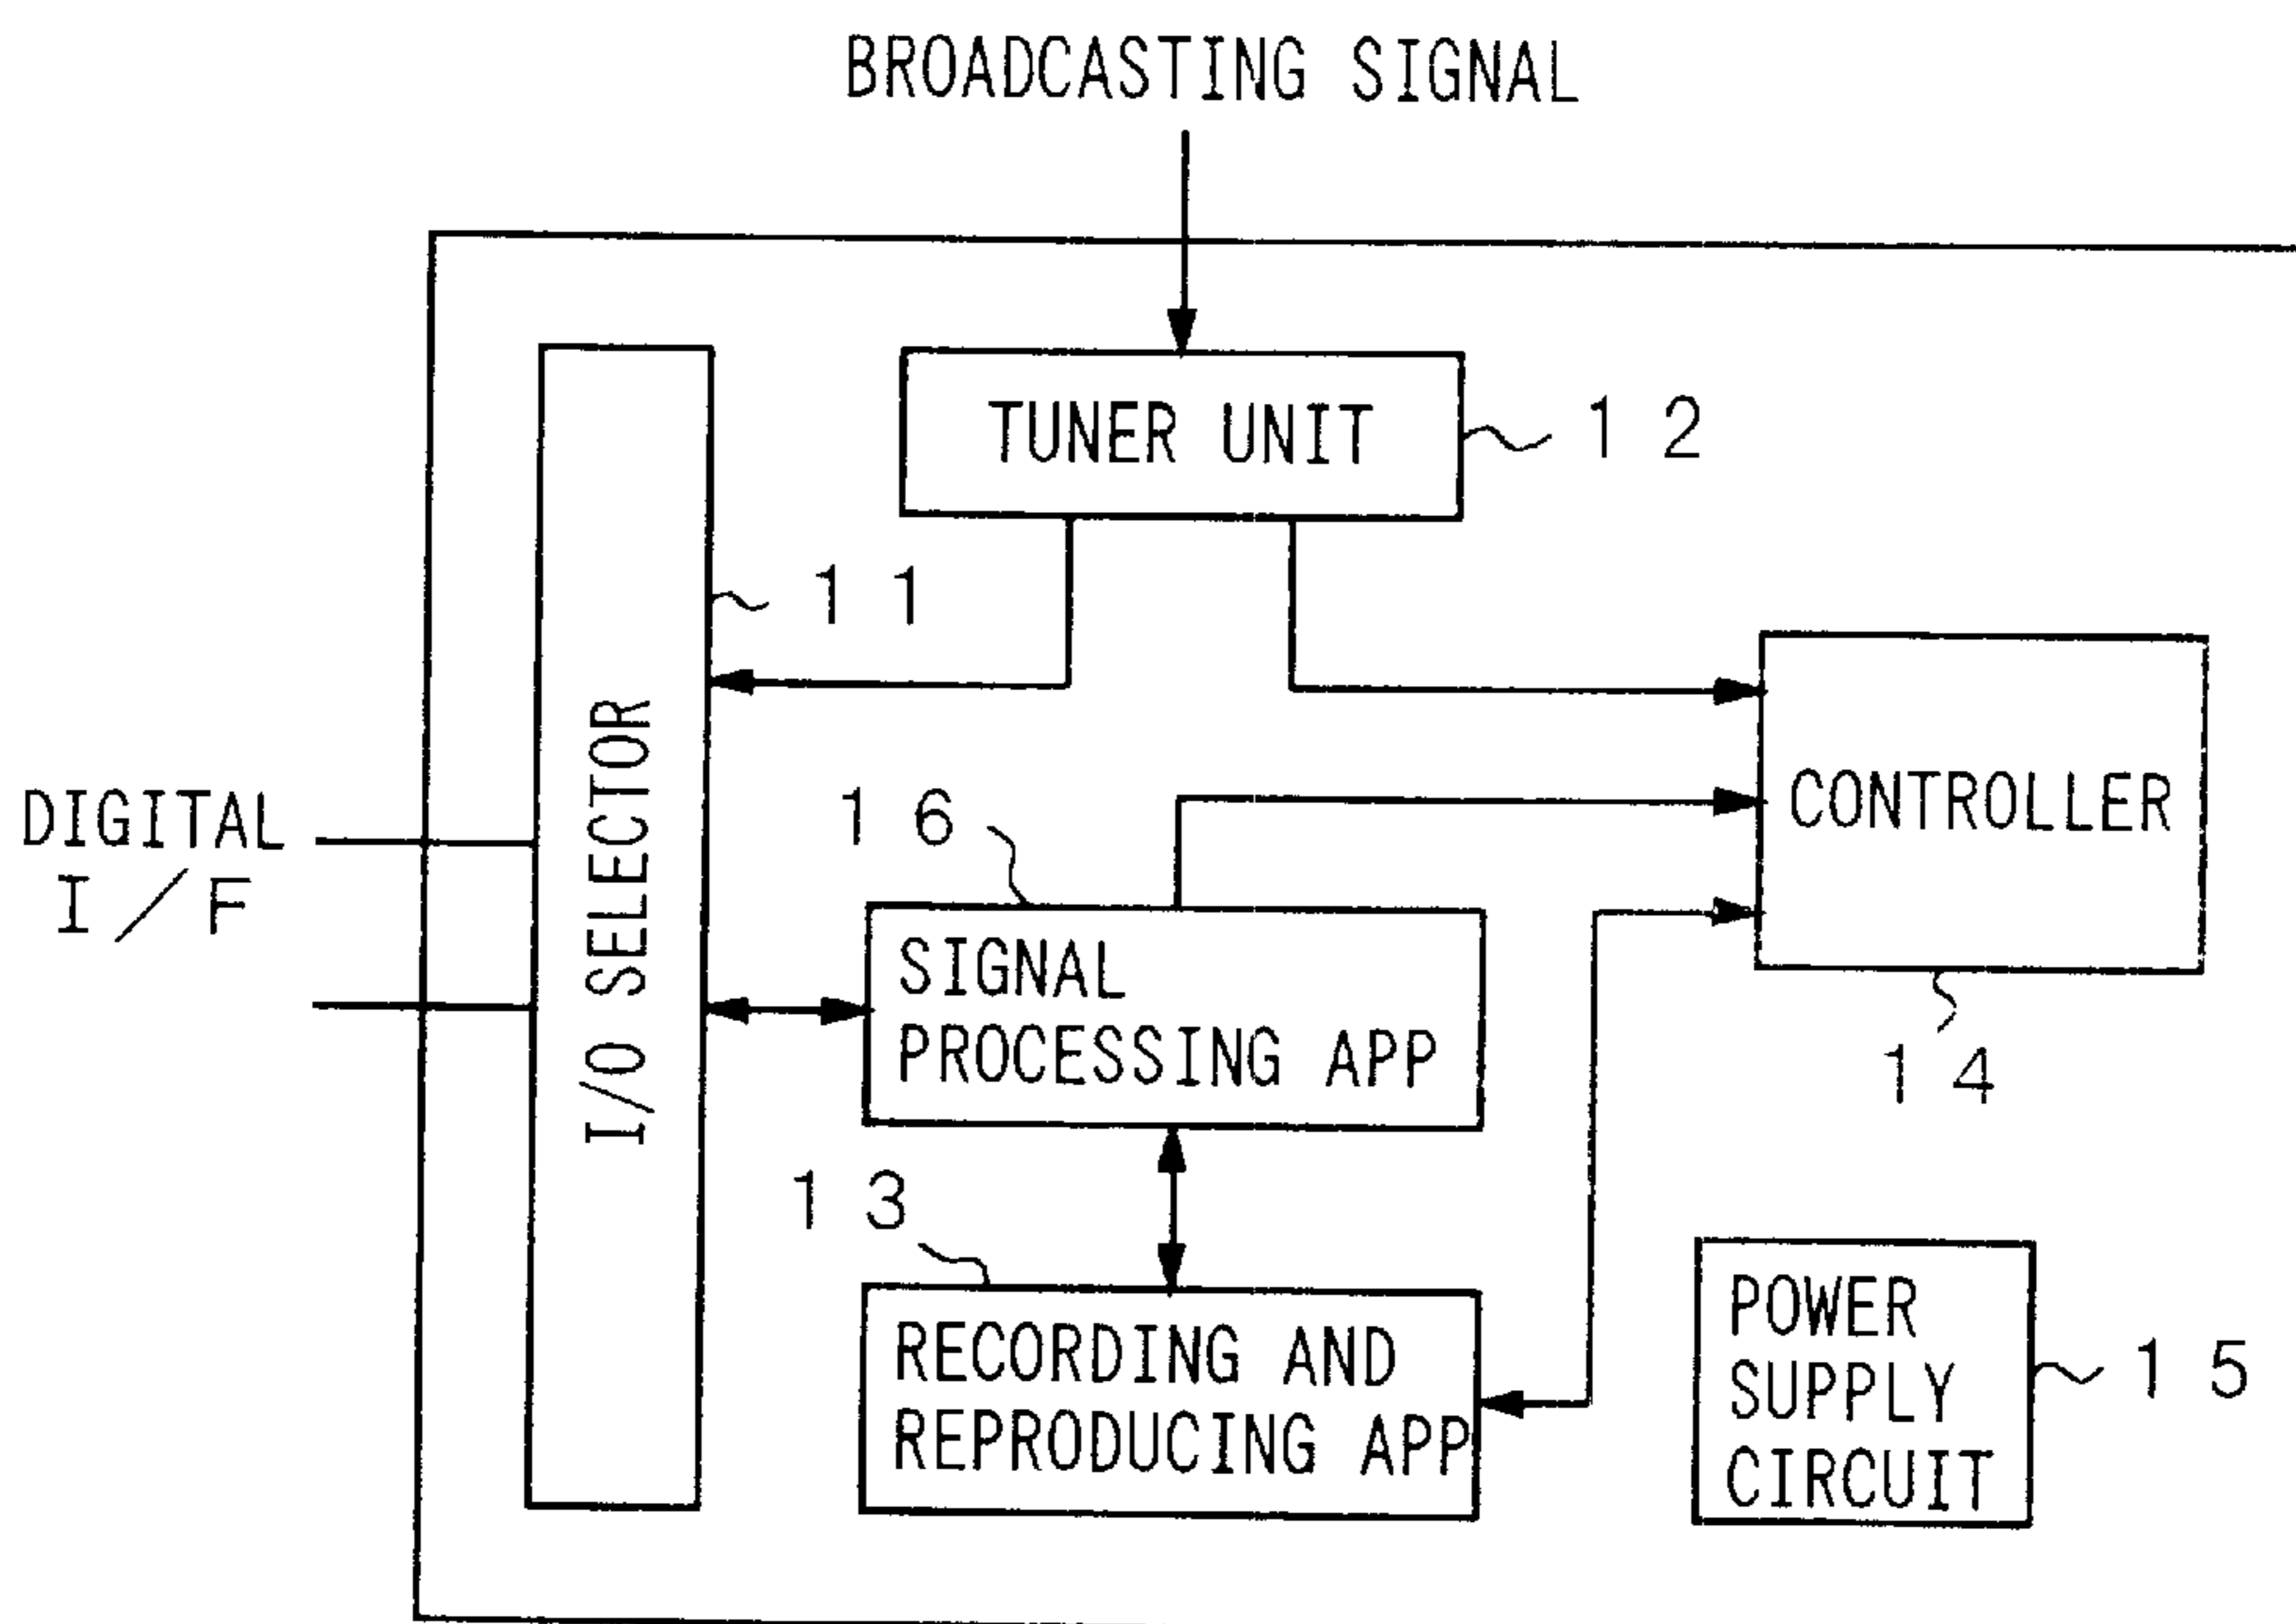 BROADCASTING SIGNAL
TUNER UNIT
12
11
I/O SELECTOR
DIGITAL
I/F
CONTROLLER
16
SIGNAL
PROCESSING APP
14
13
RECORDING AND
REPRODUCING APP
POWER
SUPPLY
CIRCUIT
15